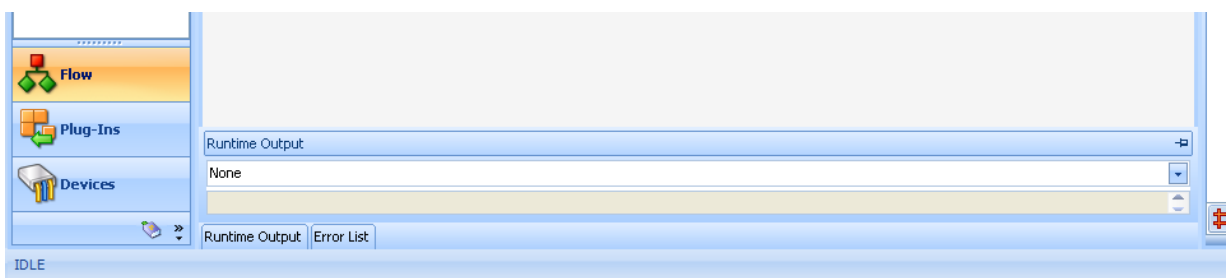 Flow
Plug-Ins
Devices
Runtime Output
None
Runtime Output Error List
IDLE